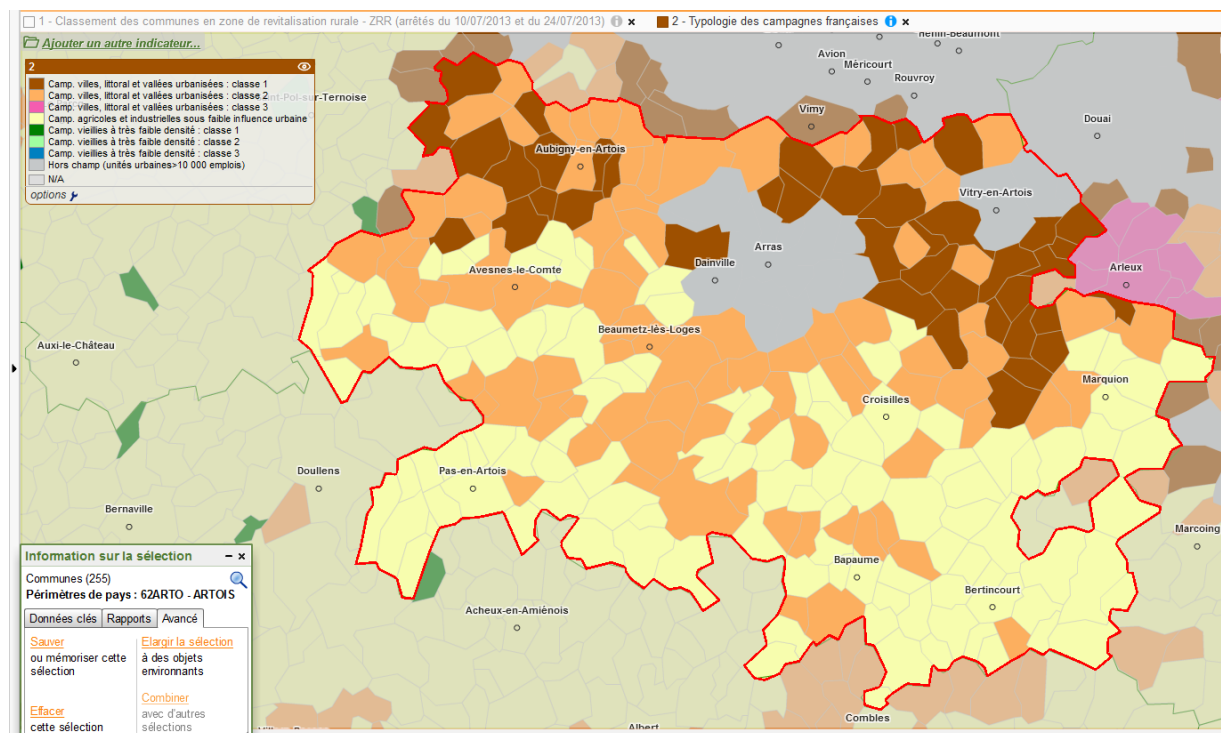 1 - Classement des communes en zone de revitalisation rurale - ZRR (arrêtés du 10/07/2013 et du 24/07/2013) i ×
2 - Typologie des campagnes françaises i ×
Ajouter un autre indicateur...
2
Camp. villes, littoral et vallées urbanisées : classe 1
Camp. villes, littoral et vallées urbanisées : classe 2
Camp. villes, littoral et vallées urbanisées : classe 3
Camp. agricoles et industrielles sous faible influence urbaine
Camp. vieillies à très faible densité : classe 1
Camp. vieillies à très faible densité : classe 2
Camp. vieillies à très faible densité : classe 3
Hors champ (unités urbaines>10 000 emplois)
N/A
options
Hénin-Beaumont
Avion
Méricourt
Rouvroy
nt-Pol-sur-Ternoise
Vimy
Douai
Aubigny-en-Artois
Vitry-en-Artois
Arras
Dainville
Avesnes-le-Comte
Arleux
Beaumetz-lès-Loges
Auxi-le-Château
Marquion
Croisilles
Doullens
Pas-en-Artois
Bernaville
Marcoing
Bapaume
Bertincourt
Acheux-en-Amiénois
Combles
Albert
Information sur la sélection – ×
Communes (255)
Périmètres de pays : 62ARTO - ARTOIS
Données clés Rapports Avancé
Sauver
ou mémoriser cette
sélection
Elargir la sélection
à des objets
environnants
Effacer
cette sélection
Combiner
avec d'autres
sélections